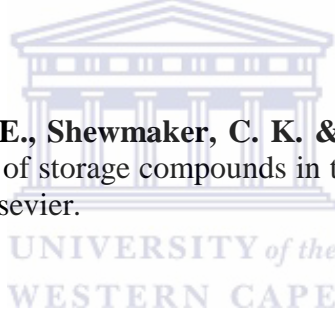 E., Shewmaker, C. K. &
of storage compounds in t
sevier.
UNIVERSITY of the
WESTERN CAPE